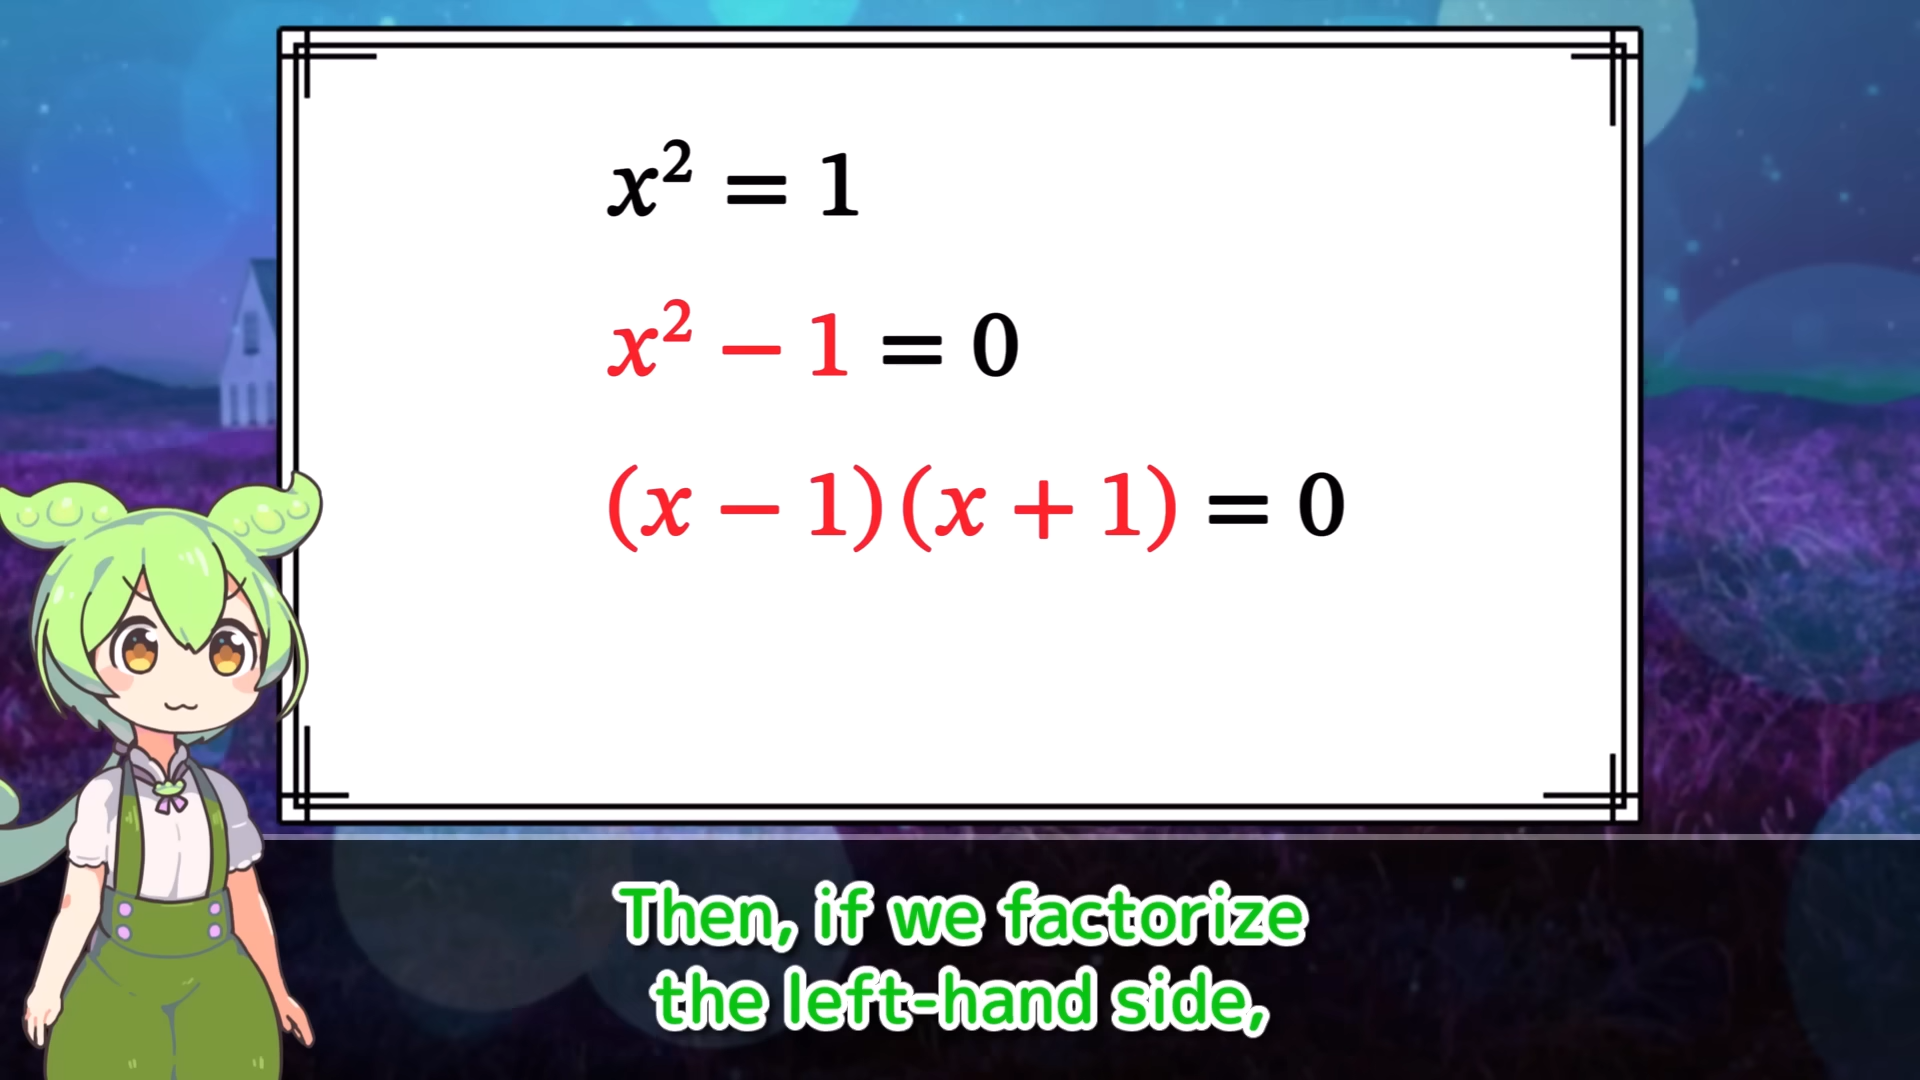 x² = 1
x² − 1 = 0
(x − 1)(x + 1) = 0
Then, if we factorize
the left-hand side,